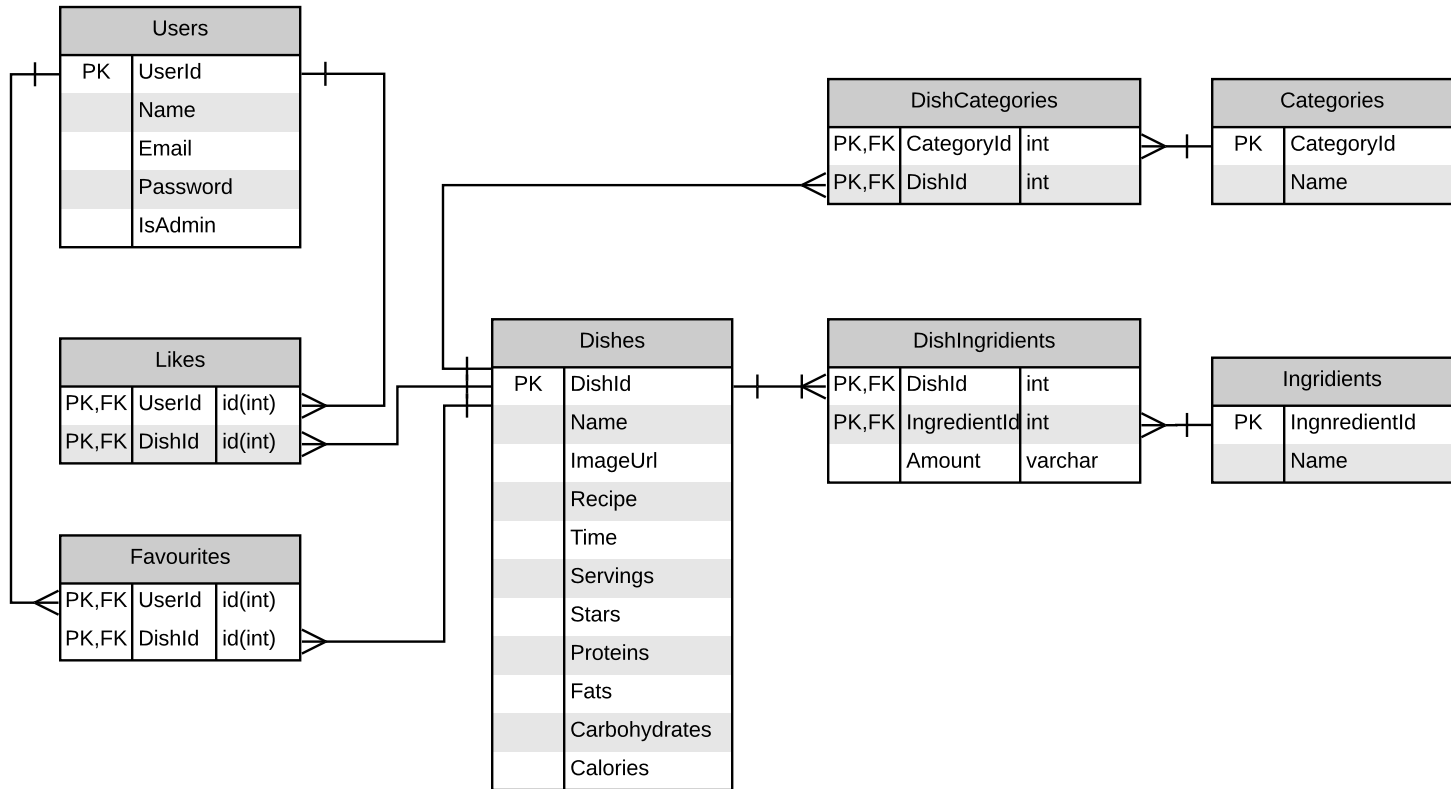 Users
PK UserId
Name
Email
Password
IsAdmin
Likes
PK,FK UserId id(int)
PK,FK DishId id(int)
Favourites
PK,FK UserId id(int)
PK,FK DishId id(int)
Dishes
PK DishId
Name
ImageUrl
Recipe
Time
Servings
Stars
Proteins
Fats
Carbohydrates
Calories
DishCategories
PK,FK CategoryId int
PK,FK DishId int
Categories
PK CategoryId
Name
DishIngridients
PK,FK DishId int
PK,FK IngredientId int
Amount varchar
Ingridients
PK IngnredientId
Name